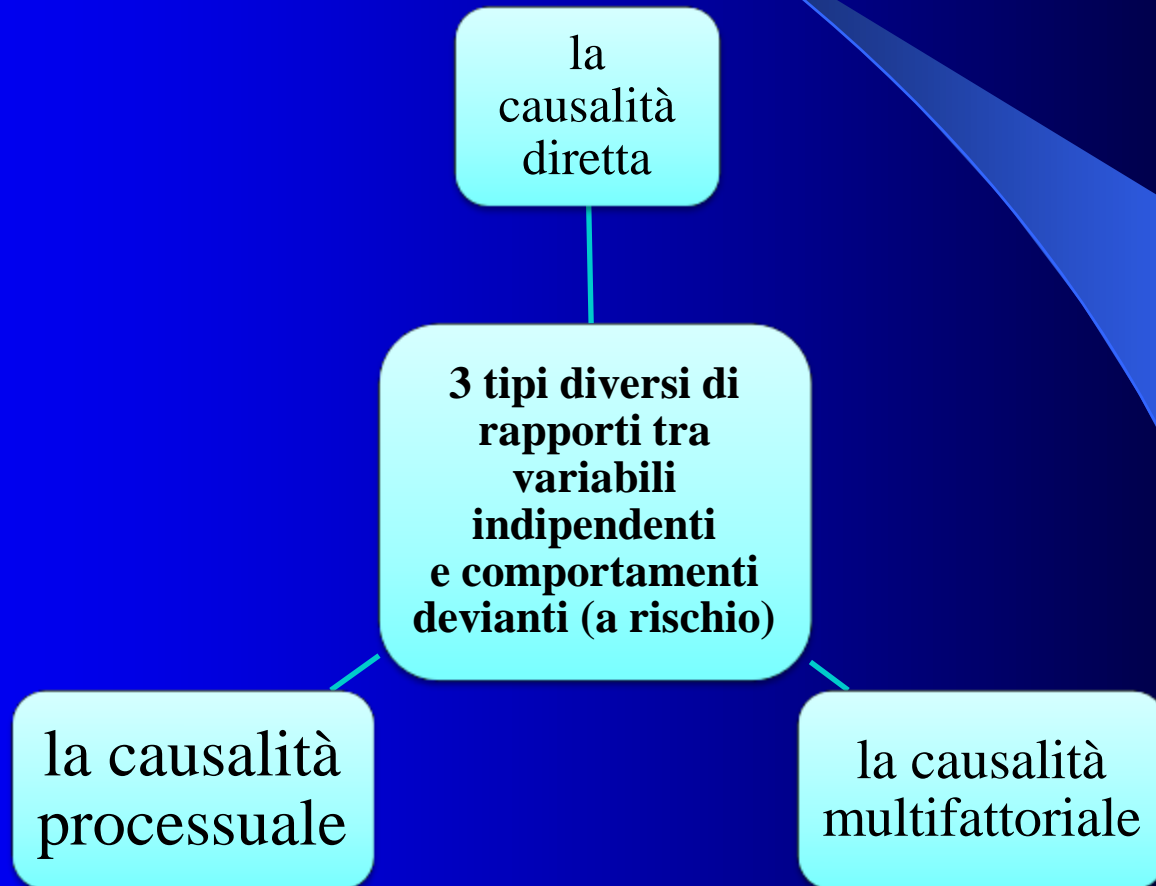 la
causalità
diretta
3 tipi diversi di
rapporti tra
variabili
indipendenti
e comportamenti
devianti (a rischio)
la causalità
processuale
la causalità
multifattoriale